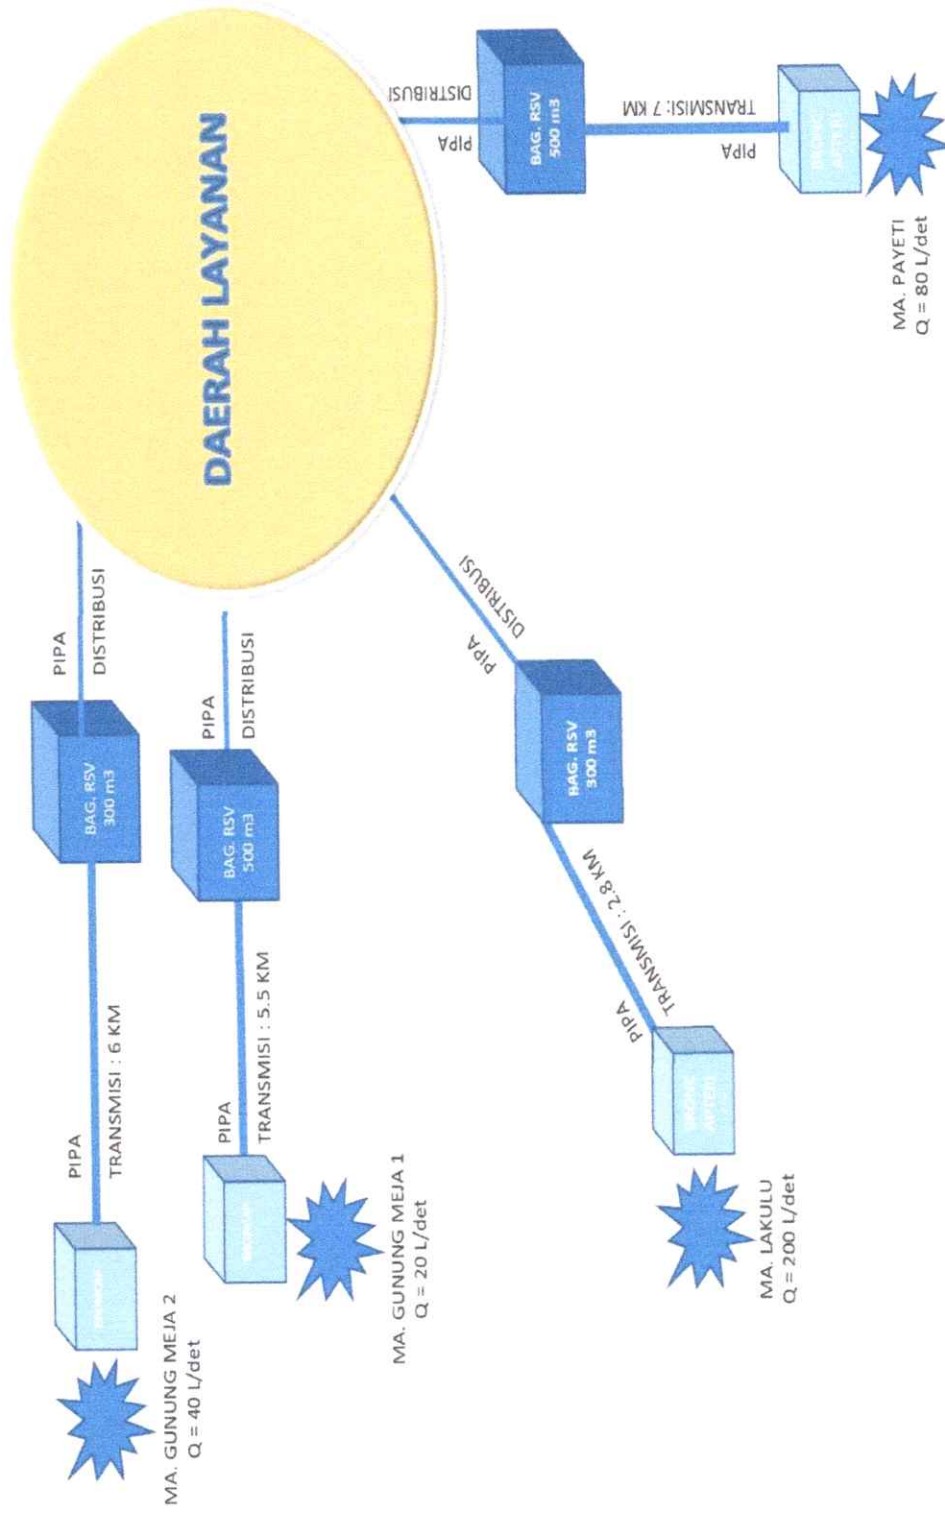 MA. GUNUNG MEJA 2
Q = 40 L/det
PIPA
TRANSMISI : 6 KM
BAG. RSV
300 m3
PIPA
DISTRIBUSI
MA. GUNUNG MEJA 1
Q = 20 L/det
PIPA
TRANSMISI : 5.5 KM
BAG. RSV
500 m3
PIPA
DISTRIBUSI
DAERAH LAYANAN
MA. LAKULU
Q = 200 L/det
PIPA
TRANSMISI : 2.8 KM
BAG. RSV
300 m3
PIPA
DISTRIBUSI
MA. PAYETI
Q = 80 L/det
PIPA
TRANSMISI: 7 KM
BAG. RSV
500 m3
PIPA
DISTRIBUSI